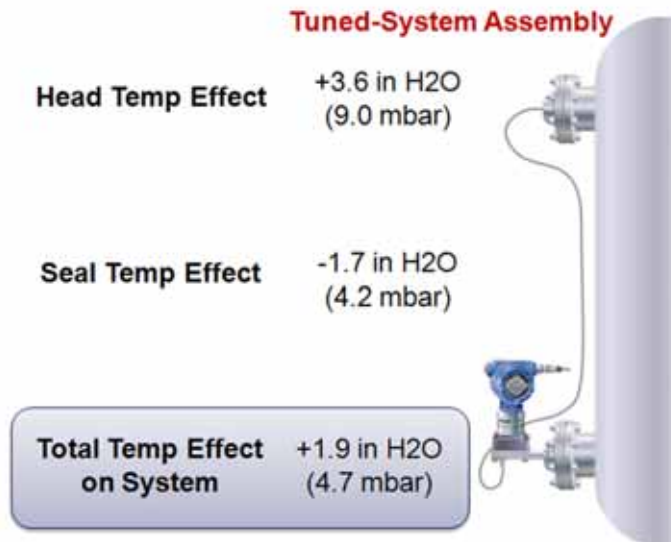 Tuned-System Assembly
Head Temp Effect
+3.6 in H2O
(9.0 mbar)
Seal Temp Effect
-1.7 in H2O
(4.2 mbar)
Total Temp Effect
on System
+1.9 in H2O
(4.7 mbar)